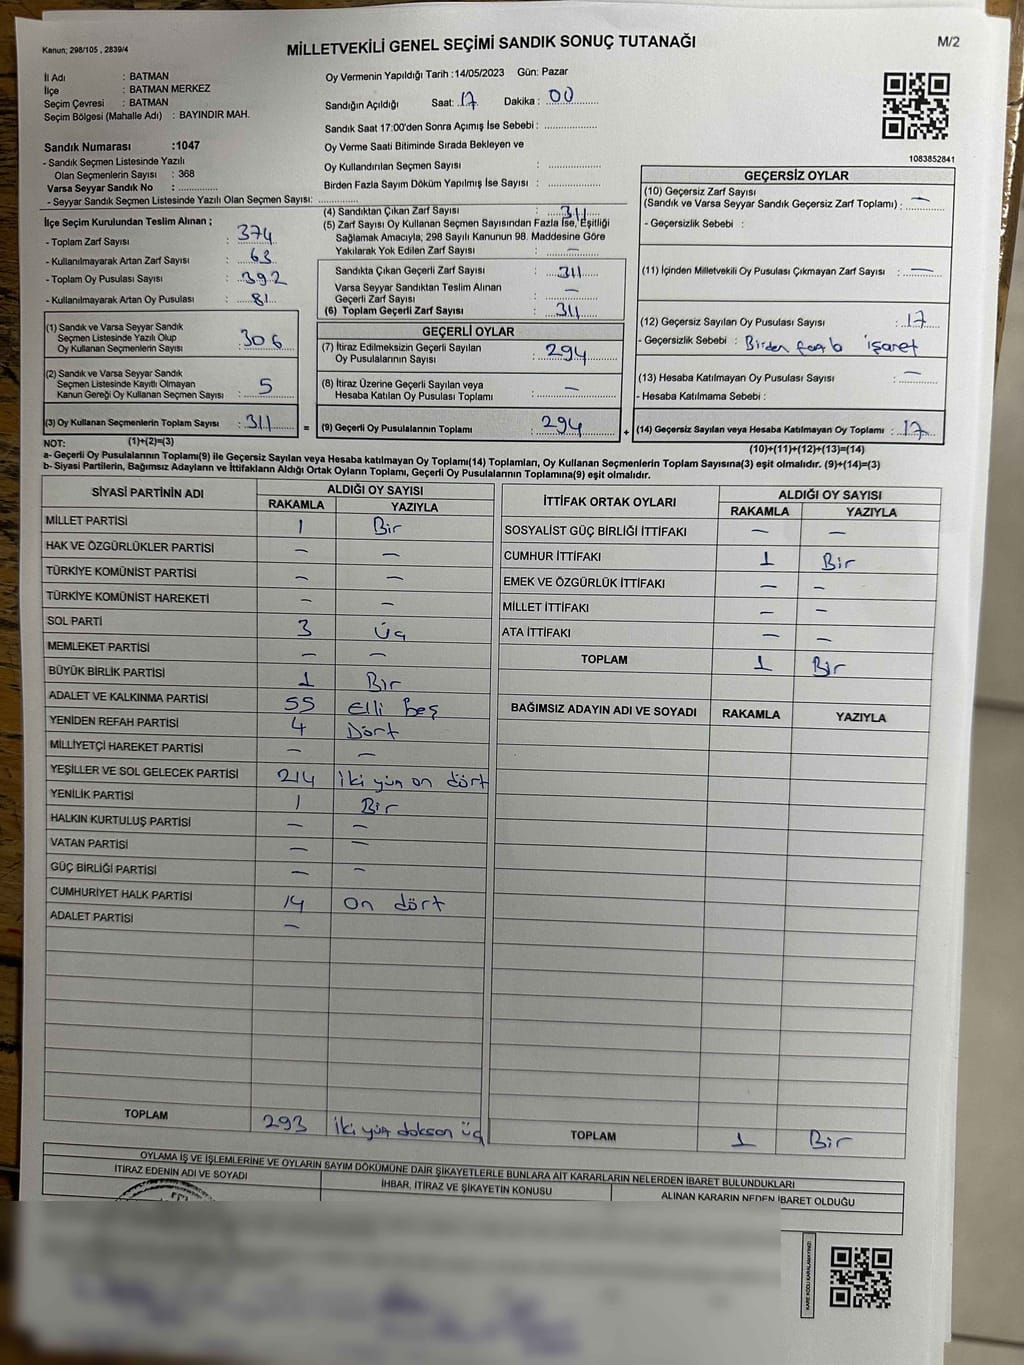 Kanun; 298/105 , 2839/4
MİLLETVEKİLİ GENEL SEÇİMİ SANDIK SONUÇ TUTANAĞI
M/2
İl Adı : BATMAN
İlçe : BATMAN MERKEZ
Seçim Çevresi : BATMAN
Seçim Bölgesi (Mahalle Adı) : BAYINDIR MAH.
Sandık Numarası :1047
- Sandık Seçmen Listesinde Yazılı
Olan Seçmenlerin Sayısı : 368
Varsa Seyyar Sandık No : ..............
- Seyyar Sandık Seçmen Listesinde Yazılı Olan Seçmen Sayısı: ..............
Oy Vermenin Yapıldığı Tarih :14/05/2023 Gün: Pazar
Sandığın Açıldığı Saat: 17 Dakika : 00
Sandık Saat 17:00'den Sonra Açımış İse Sebebi : ..............
Oy Verme Saati Bitiminde Sırada Bekleyen ve
Oy Kullandırılan Seçmen Sayısı : ..............
Birden Fazla Sayım Döküm Yapılmış İse Sayısı : ..............
1083852841
İlçe Seçim Kurulundan Teslim Alınan ;
- Toplam Zarf Sayısı : 374
- Kullanılmayarak Artan Zarf Sayısı : 63
- Toplam Oy Pusulası Sayısı : 392
- Kullanılmayarak Artan Oy Pusulası : 81
(1) Sandık ve Varsa Seyyar Sandık
Seçmen Listesinde Yazılı Olup
Oy Kullanan Seçmenlerin Sayısı : 306
(2) Sandık ve Varsa Seyyar Sandık
Seçmen Listesinde Kayıtlı Olmayan
Kanun Gereği Oy Kullanan Seçmen Sayısı : 5
(3) Oy Kullanan Seçmenlerin Toplam Sayısı : 311 =
(4) Sandıktan Çıkan Zarf Sayısı : 311
(5) Zarf Sayısı Oy Kullanan Seçmen Sayısından Fazla İse, Eşitliği
Sağlamak Amacıyla; 298 Sayılı Kanunun 98. Maddesine Göre
Yakılarak Yok Edilen Zarf Sayısı : —
Sandıkta Çıkan Geçerli Zarf Sayısı : 311
Varsa Seyyar Sandıktan Teslim Alınan
Geçerli Zarf Sayısı : —
(6) Toplam Geçerli Zarf Sayısı : 311
GEÇERLİ OYLAR
(7) İtiraz Edilmeksizin Geçerli Sayılan
Oy Pusulalarının Sayısı : 294
(8) İtiraz Üzerine Geçerli Sayılan veya
Hesaba Katılan Oy Pusulası Toplamı : —
(9) Geçerli Oy Pusulalarının Toplamı : 294 +
GEÇERSİZ OYLAR
(10) Geçersiz Zarf Sayısı
(Sandık ve Varsa Seyyar Sandık Geçersiz Zarf Toplamı) : —
- Geçersizlik Sebebi :
(11) İçinden Milletvekili Oy Pusulası Çıkmayan Zarf Sayısı : —
(12) Geçersiz Sayılan Oy Pusulası Sayısı : 17
- Geçersizlik Sebebi : Birden fazla işaret
(13) Hesaba Katılmayan Oy Pusulası Sayısı : —
- Hesaba Katılmama Sebebi :
(14) Geçersiz Sayılan veya Hesaba Katılmayan Oy Toplamı : 17
NOT: (1)+(2)=(3)
(10)+(11)+(12)+(13)=(14)
a- Geçerli Oy Pusulalarının Toplamı(9) ile Geçersiz Sayılan veya Hesaba katılmayan Oy Toplamı(14) Toplamları, Oy Kullanan Seçmenlerin Toplam Sayısına(3) eşit olmalıdır. (9)+(14)=(3)
b- Siyasi Partilerin, Bağımsız Adayların ve İttifakların Aldığı Ortak Oyların Toplamı, Geçerli Oy Pusulalarının Toplamına(9) eşit olmalıdır.
SİYASİ PARTİNİN ADI ALDIĞI OY SAYISI
RAKAMLA YAZIYLA
MİLLET PARTİSİ 1 Bir
HAK VE ÖZGÜRLÜKLER PARTİSİ — —
TÜRKİYE KOMÜNİST PARTİSİ — —
TÜRKİYE KOMÜNİST HAREKETİ — —
SOL PARTİ 3 Üç
MEMLEKET PARTİSİ — —
BÜYÜK BİRLİK PARTİSİ 1 Bir
ADALET VE KALKINMA PARTİSİ 55 Elli Beş
YENİDEN REFAH PARTİSİ 4 Dört
MİLLİYETÇİ HAREKET PARTİSİ — —
YEŞİLLER VE SOL GELECEK PARTİSİ 214 iki yüz on dört
YENİLİK PARTİSİ 1 Bir
HALKIN KURTULUŞ PARTİSİ — —
VATAN PARTİSİ — —
GÜÇ BİRLİĞİ PARTİSİ — —
CUMHURİYET HALK PARTİSİ 14 on dört
ADALET PARTİSİ —
TOPLAM 293 iki yüz doksan üç
İTTİFAK ORTAK OYLARI ALDIĞI OY SAYISI
RAKAMLA YAZIYLA
SOSYALİST GÜÇ BİRLİĞİ İTTİFAKI — —
CUMHUR İTTİFAKI 1 Bir
EMEK VE ÖZGÜRLÜK İTTİFAKI — —
MİLLET İTTİFAKI — —
ATA İTTİFAKI — —
TOPLAM 1 Bir
BAĞIMSIZ ADAYIN ADI VE SOYADI RAKAMLA YAZIYLA
TOPLAM 1 Bir
OYLAMA İŞ VE İŞLEMLERİNE VE OYLARIN SAYIM DÖKÜMÜNE DAİR ŞİKAYETLERLE BUNLARA AİT KARARLARIN NELERDEN İBARET BULUNDUKLARI
İTİRAZ EDENİN ADI VE SOYADI İHBAR, İTİRAZ VE ŞİKAYETİN KONUSU ALINAN KARARIN NEDEN İBARET OLDUĞU
KARE KODU KARALAMAYINIZ!